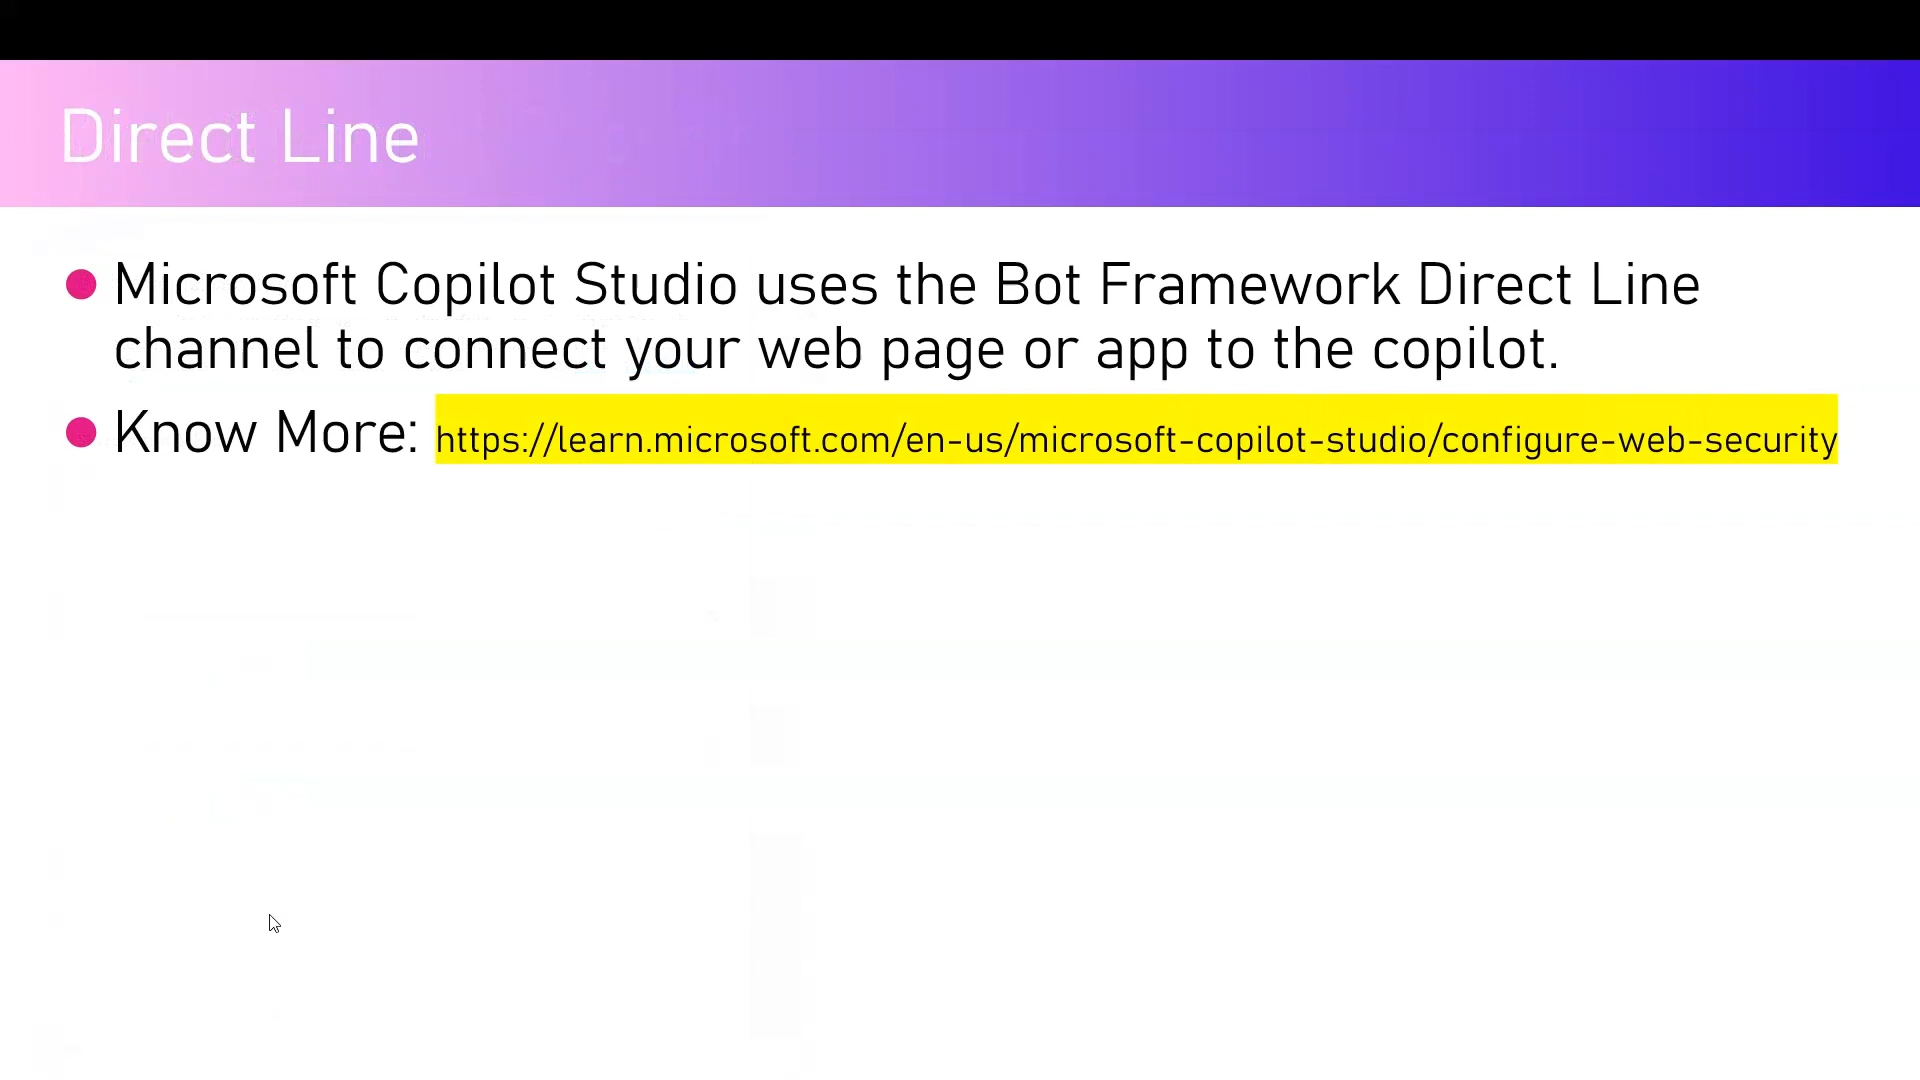 Direct Line
Microsoft Copilot Studio uses the Bot Framework Direct Line
channel to connect your web page or app to the copilot.
Know More: https://learn.microsoft.com/en-us/microsoft-copilot-studio/configure-web-security